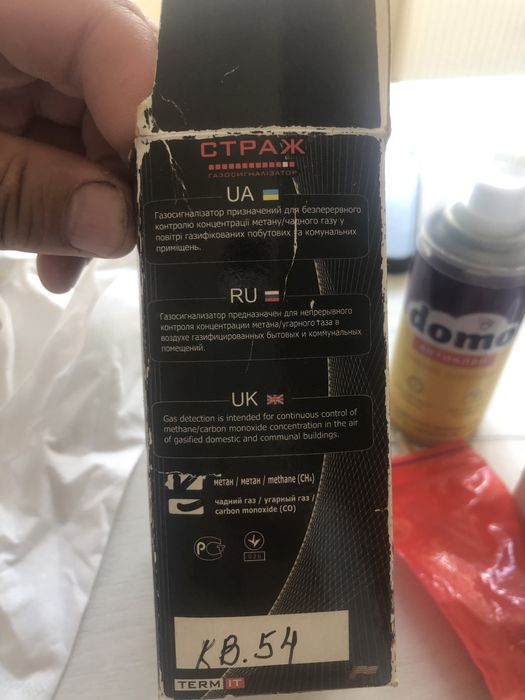 СТРАЖ
ГАЗОСИГНАЛІЗАТОР
UA
Газосигналізатор призначений для безперервного
контролю концентрації метану/чадного газу у
повітрі газифікованих побутових та комунальних
приміщень.
RU
Газосигнализатор предназначен для непрерывного
контроля концентрации метана/угарного газа в
воздухе газифицированных бытовых и коммунальных
помещений.
UK
Gas detection is intended for continuous control of
methane/carbon monoxide concentration in the air
of gasified domestic and communal buildings.
метан / метан / methane (CH₄)
чадний газ / угарный газ /
carbon monoxide (CO)
КВ.54
TERM IT
domo